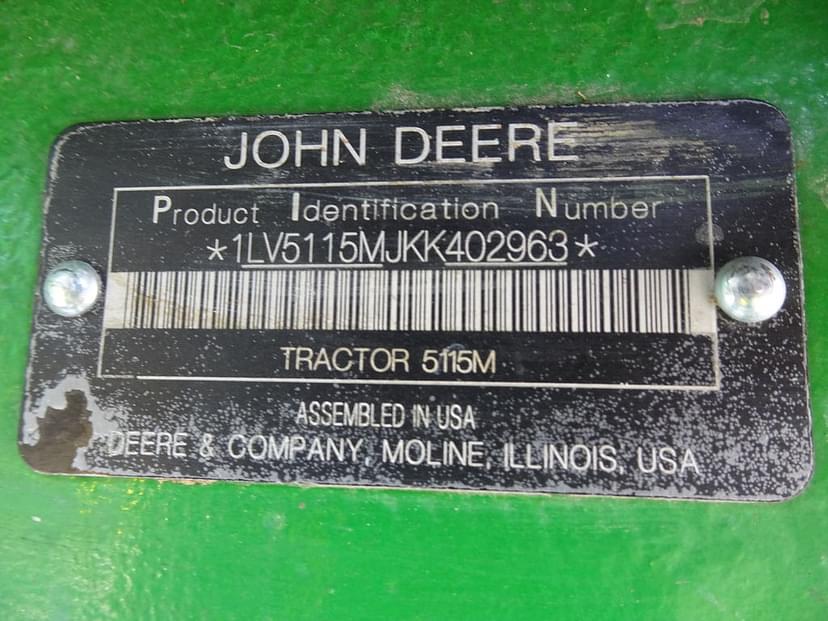 JOHN DEERE
Product Identification Number
*1LV5115MJKK402963*
TRACTOR 5115M
ASSEMBLED IN USA
DEERE & COMPANY, MOLINE, ILLINOIS, USA